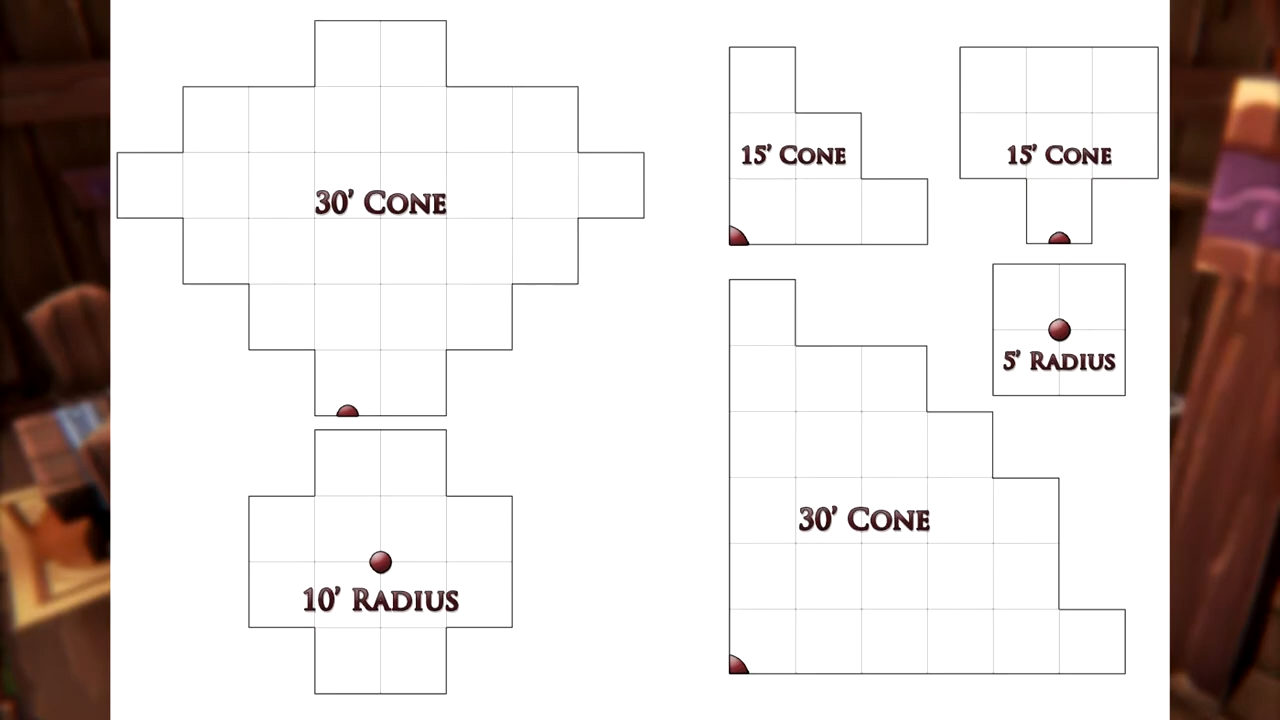 30’ Cone
15’ Cone
15’ Cone
5’ Radius
30’ Cone
10’ Radius